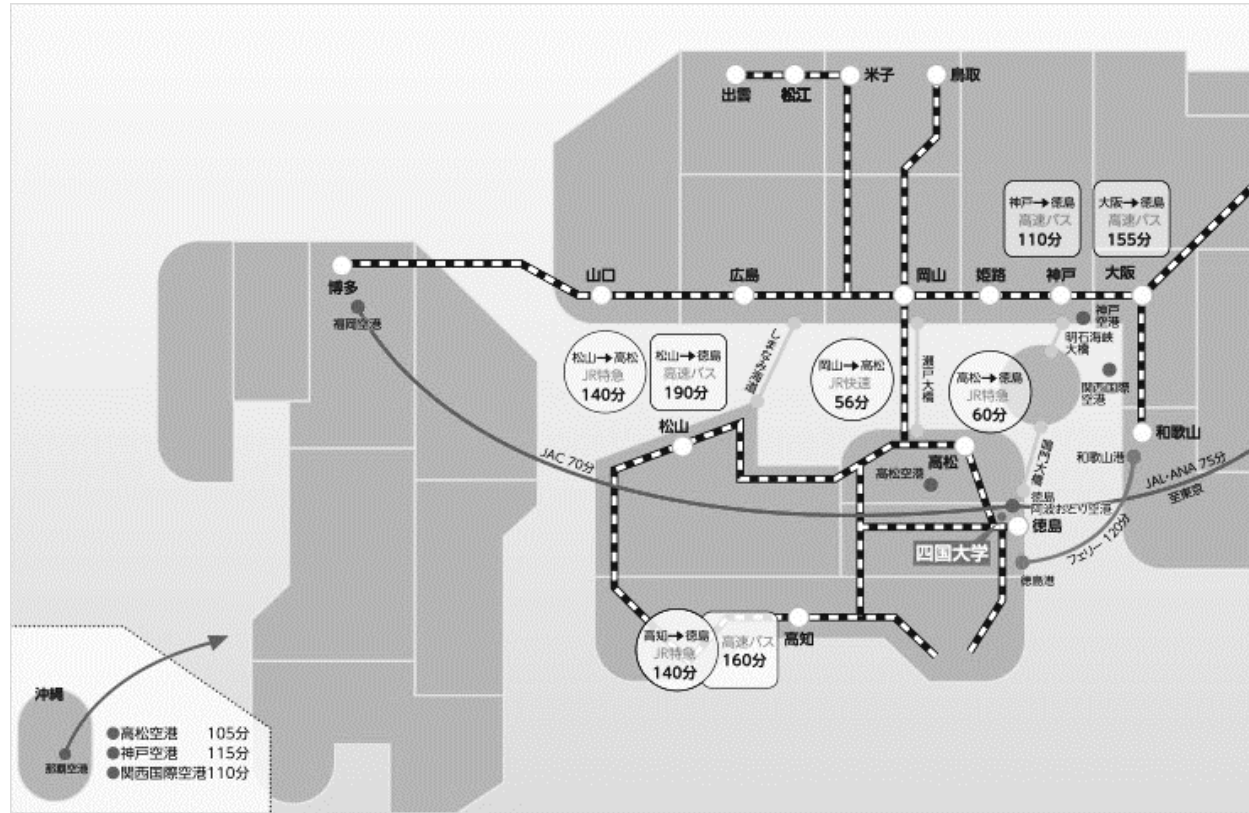 出雲
松江
米子
鳥取
神戸→徳島
高速バス
110分
大阪→徳島
高速バス
155分
博多
福岡空港
山口
広島
岡山
姫路
神戸
大阪
神戸
空港
明石海峡
大橋
関西国際
空港
松山→高松
JR特急
140分
松山→徳島
高速バス
190分
しまなみ海道
岡山→高松
JR快速
56分
瀬戸大橋
高松→徳島
JR特急
60分
松山
高松
高松空港
和歌山
和歌山港
JAC 70分
JAL・ANA 75分
至東京
徳島
阿波おどり空港
徳島
四国大学
フェリー 120分
徳島港
高知→徳島
JR特急
140分
高速バス
160分
高知
沖縄
那覇空港
●高松空港 105分
●神戸空港 115分
●関西国際空港110分